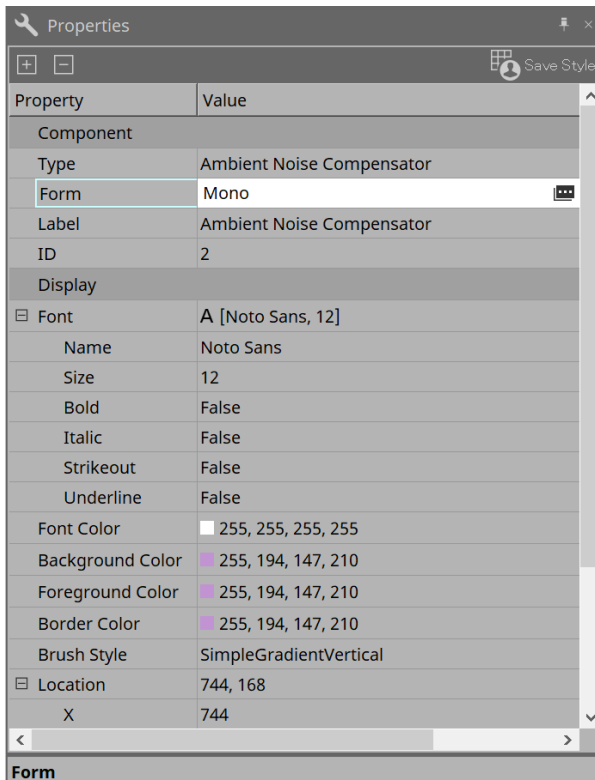 Properties
Save Style
Property Value
Component
Type Ambient Noise Compensator
Form Mono
Label Ambient Noise Compensator
ID 2
Display
Font A [Noto Sans, 12]
Name Noto Sans
Size 12
Bold False
Italic False
Strikeout False
Underline False
Font Color 255, 255, 255, 255
Background Color 255, 194, 147, 210
Foreground Color 255, 194, 147, 210
Border Color 255, 194, 147, 210
Brush Style SimpleGradientVertical
Location 744, 168
X 744
Form